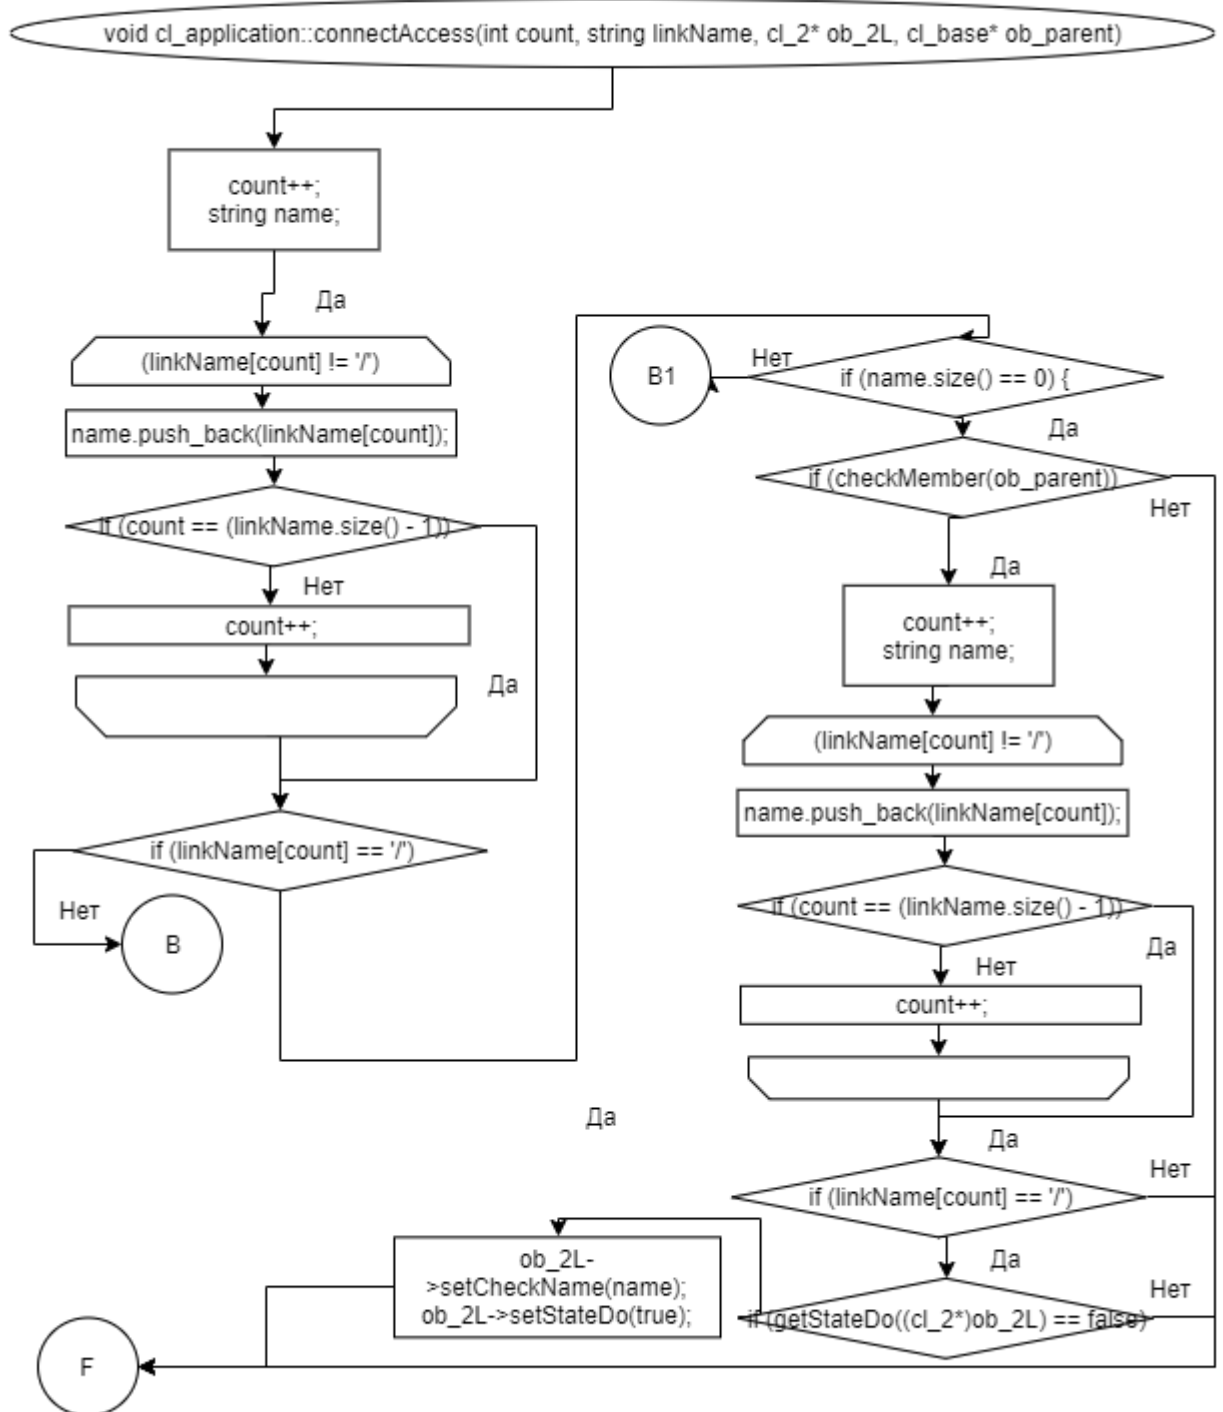 void cl_application::connectAccess(int count, string linkName, cl_2* ob_2L, cl_base* ob_parent)
count++;
string name;
Да
(linkName[count] != '/')
name.push_back(linkName[count]);
if (count == (linkName.size() - 1))
Нет
count++;
Да
if (linkName[count] == '/')
Нет
B
Да
B1
Нет
if (name.size() == 0) {
Да
if (checkMember(ob_parent))
Нет
Да
count++;
string name;
(linkName[count] != '/')
name.push_back(linkName[count]);
if (count == (linkName.size() - 1))
Да
Нет
count++;
Да
if (linkName[count] == '/')
Нет
Да
if (getStateDo((cl_2*)ob_2L) == false)
Нет
ob_2L-
>setCheckName(name);
ob_2L->setStateDo(true);
F